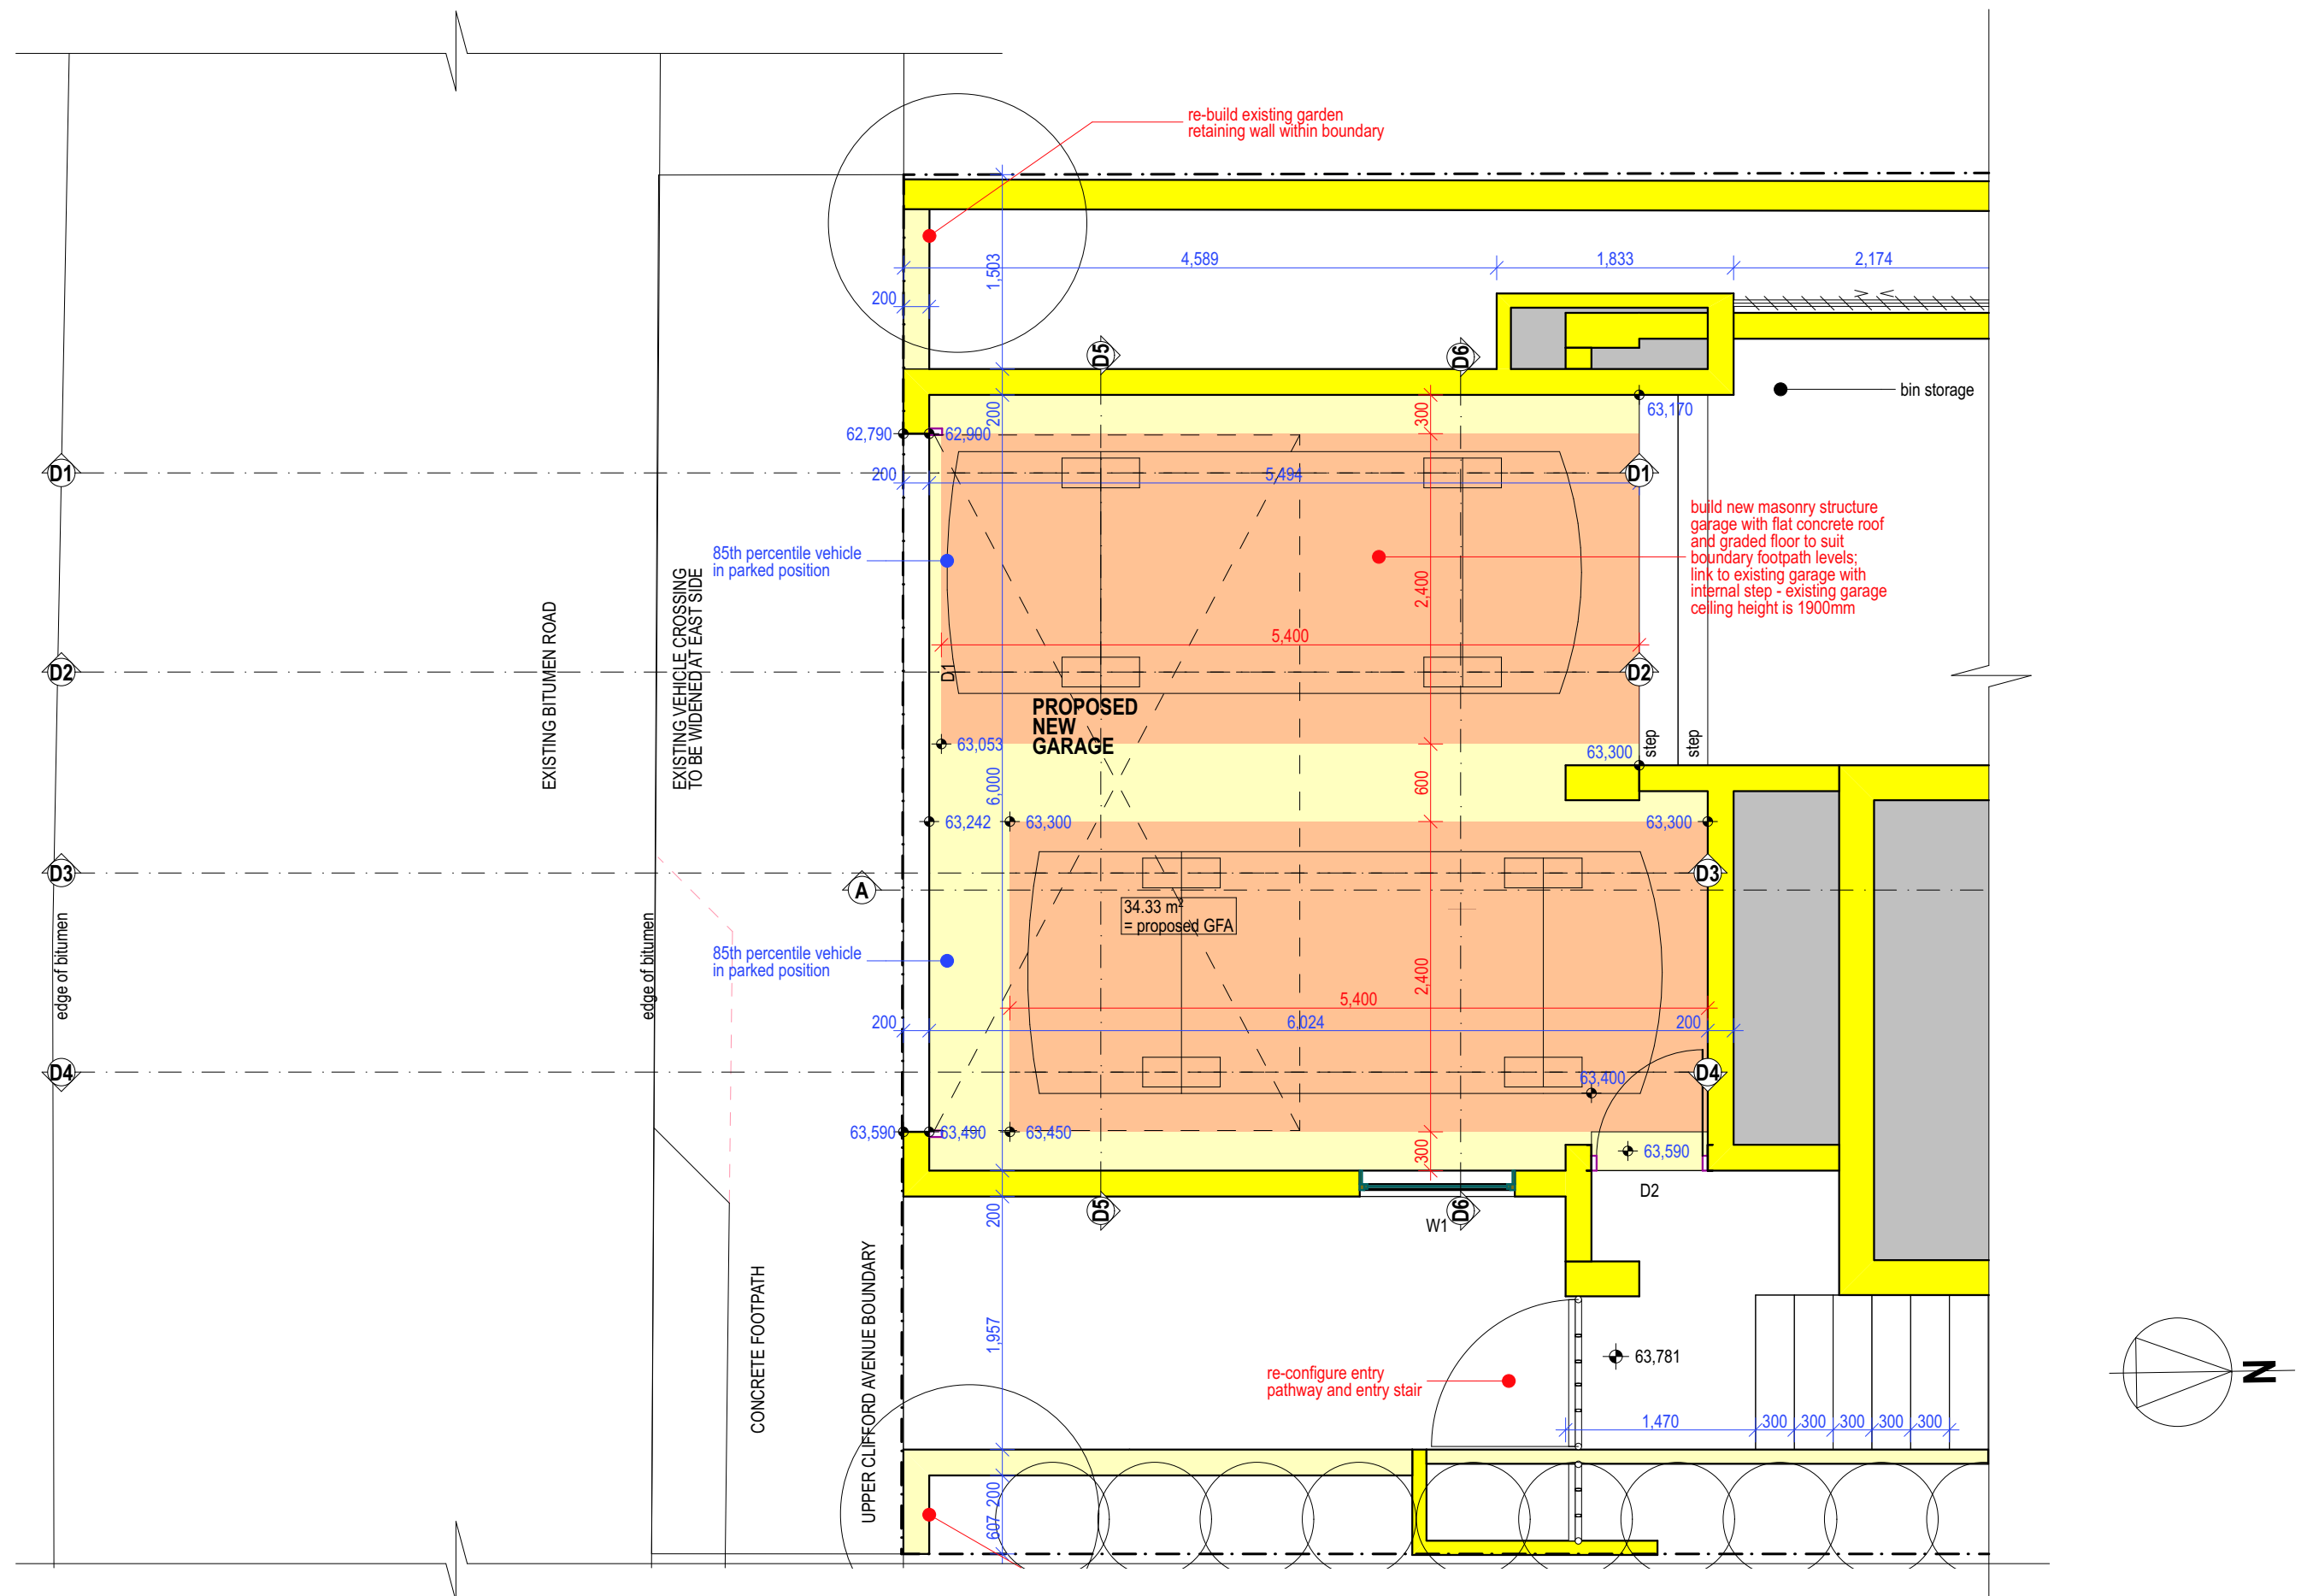 re-build existing garden
retaining wall within boundary
4,589
1,833
2,174
1,503
200
D5
D6
bin storage
200
300
63,170
62,790
62,900
D1
200
5,494
D1
build new masonry structure
garage with flat concrete roof
and graded floor to suit
boundary footpath levels;
link to existing garage with
internal step - existing garage
ceiling height is 1900mm
85th percentile vehicle
in parked position
2,400
EXISTING BITUMEN ROAD
EXISTING VEHICLE CROSSING
TO BE WIDENED AT EAST SIDE
5,400
D1
D2
D2
PROPOSED
NEW
GARAGE
63,053
63,300
step
step
6,000
600
63,242
63,300
63,300
D3
D3
A
34.33 m²
= proposed GFA
edge of bitumen
edge of bitumen
85th percentile vehicle
in parked position
2,400
5,400
200
6,024
200
D4
63,400
D4
63,590
63,490
63,450
300
63,590
D2
200
D5
D6
W1
UPPER CLIFFORD AVENUE BOUNDARY
CONCRETE FOOTPATH
1,957
63,781
re-configure entry
pathway and entry stair
1,470
300
300
300
300
300
N
200
607